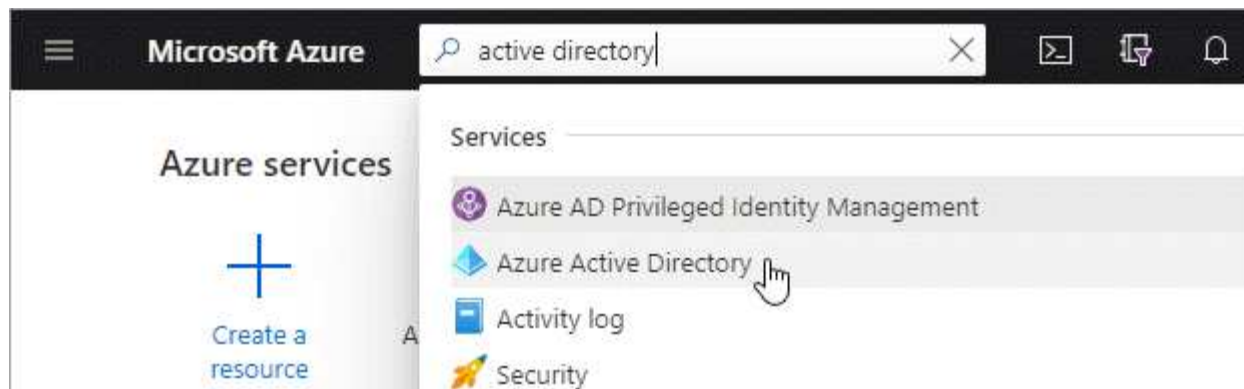 Microsoft Azure
active directory
Azure services
Create a
resource
A
Services
Azure AD Privileged Identity Management
Azure Active Directory
Activity log
Security